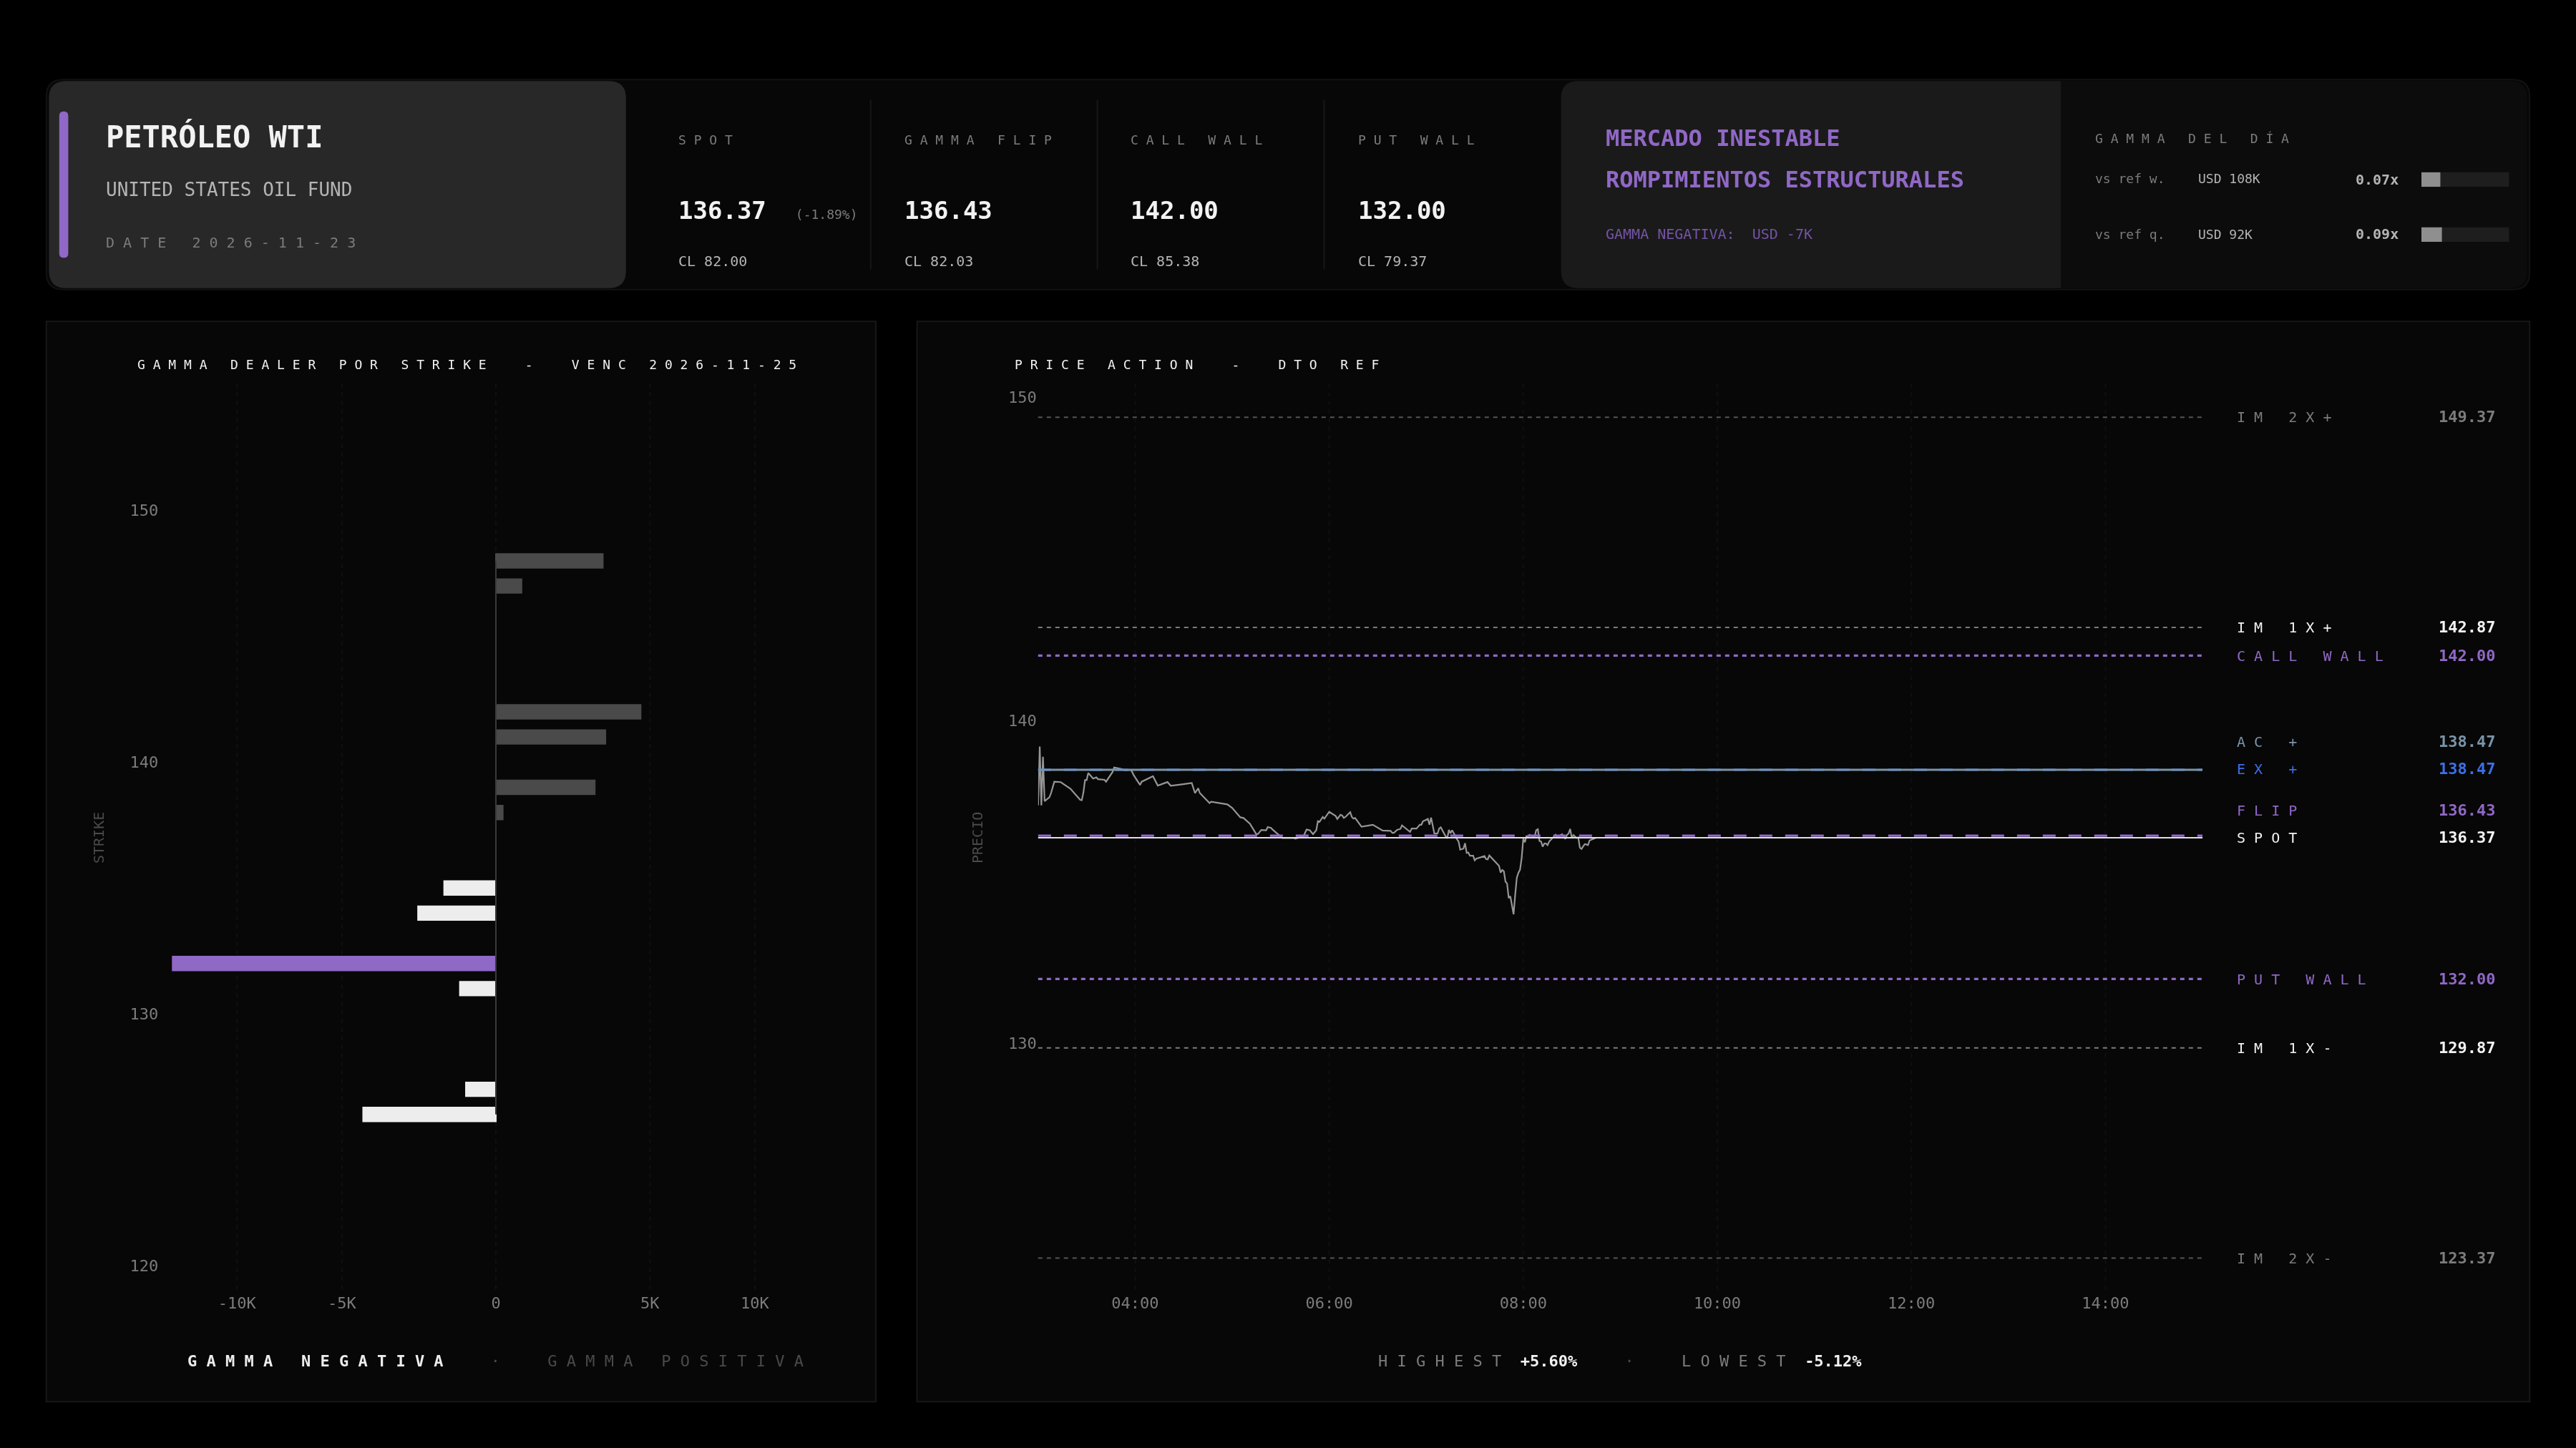 PETRÓLEO WTI
UNITED STATES OIL FUND
DATE 2026-11-23
SPOT
136.37 (-1.89%)
CL 82.00
GAMMA FLIP
136.43
CL 82.03
CALL WALL
142.00
CL 85.38
PUT WALL
132.00
CL 79.37
MERCADO INESTABLE
ROMPIMIENTOS ESTRUCTURALES
GAMMA NEGATIVA: USD -7K
GAMMA DEL DÍA
vs ref w. USD 108K 0.07x
vs ref q. USD 92K 0.09x
GAMMA DEALER POR STRIKE - VENC 2026-11-25
STRIKE
150
140
130
120
-10K -5K 0 5K 10K
GAMMA NEGATIVA · GAMMA POSITIVA
PRICE ACTION - DTO REF
PRECIO
150
140
130
IM 2X+ 149.37
IM 1X+ 142.87
CALL WALL 142.00
AC + 138.47
EX + 138.47
FLIP 136.43
SPOT 136.37
PUT WALL 132.00
IM 1X- 129.87
IM 2X- 123.37
04:00 06:00 08:00 10:00 12:00 14:00
HIGHEST +5.60% · LOWEST -5.12%